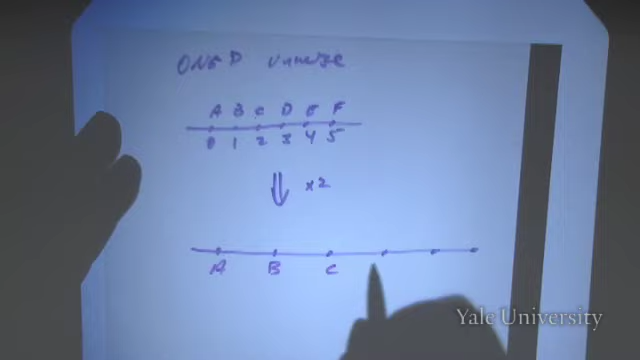 ONE D Universe
A B C D E F
0 1 2 3 4 5
x2
A B C
Yale University